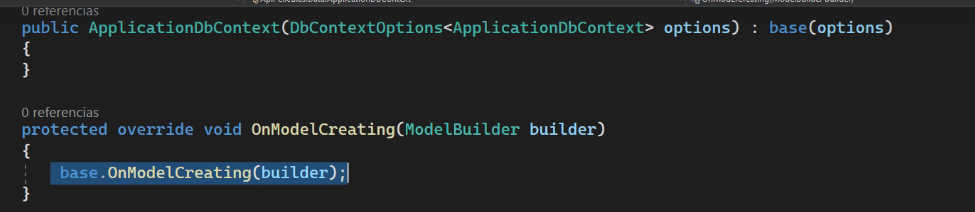 0 referencias
public ApplicationDbContext(DbContextOptions<ApplicationDbContext> options) : base(options)
{
}
0 referencias
protected override void OnModelCreating(ModelBuilder builder)
{
base.OnModelCreating(builder);
}